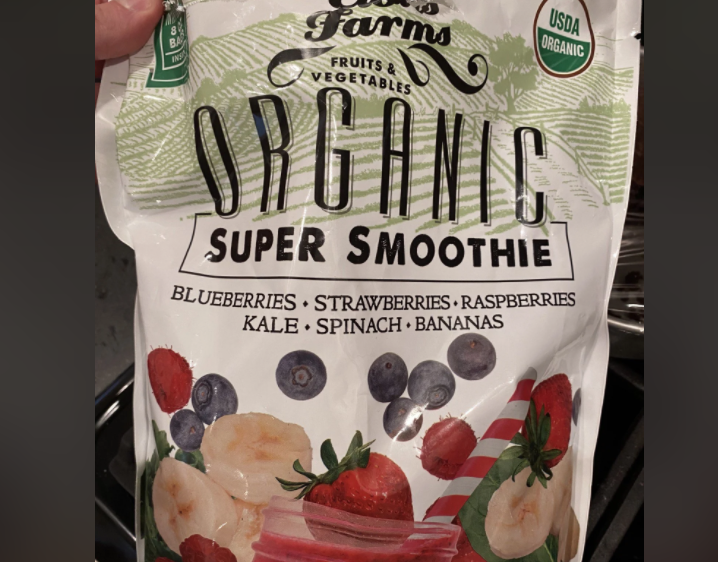 Farms
FRUITS &
VEGETABLES
USDA
ORGANIC
ORGANIC
SUPER SMOOTHIE
BLUEBERRIES • STRAWBERRIES • RASPBERRIES
KALE • SPINACH • BANANAS